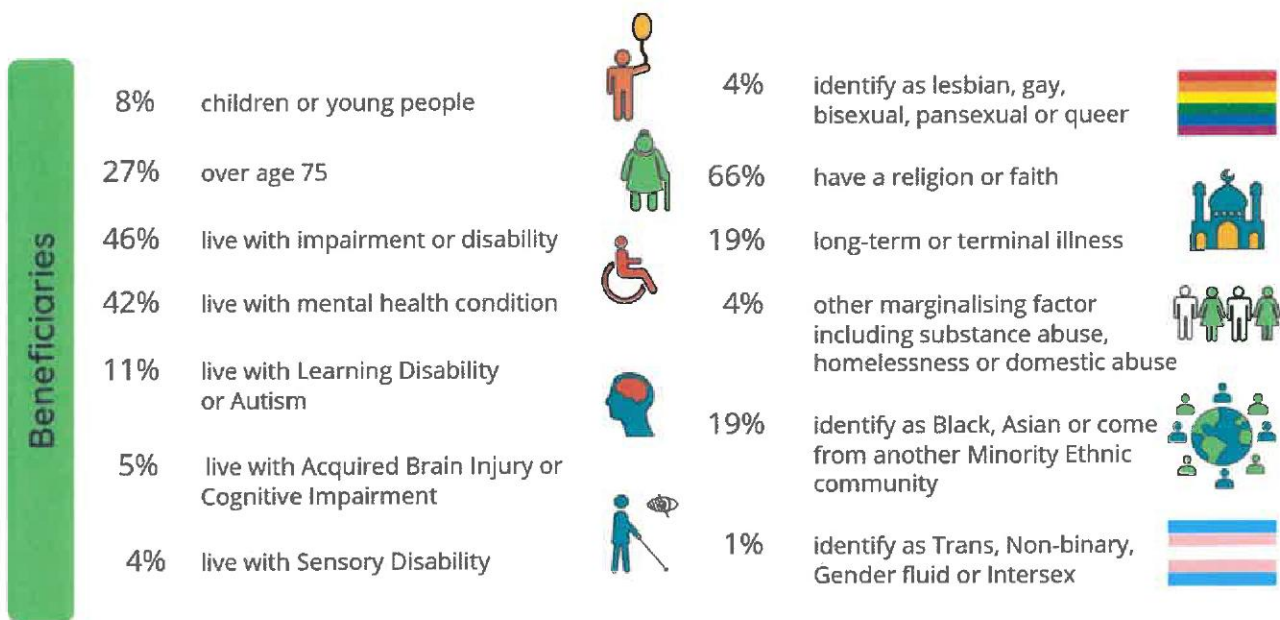 Beneficiaries
8% children or young people
27% over age 75
46% live with impairment or disability
42% live with mental health condition
11% live with Learning Disability
or Autism
5% live with Acquired Brain Injury or
Cognitive Impairment
4% live with Sensory Disability
4% identify as lesbian, gay,
bisexual, pansexual or queer
66% have a religion or faith
19% long-term or terminal illness
4% other marginalising factor
including substance abuse,
homelessness or domestic abuse
19% identify as Black, Asian or come
from another Minority Ethnic
community
1% identify as Trans, Non-binary,
Gender fluid or Intersex